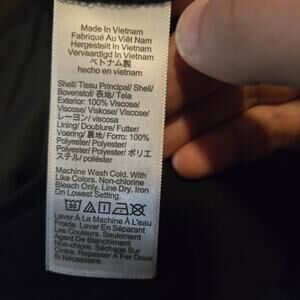 Made In Vietnam
Fabriqué Au Viêt Nam
Hergestellt In Vietnam
Vervaardigd In Vietnam
ベトナム製
hecho en vietnam
Shell/Tissu Principal/Shell/
Bovenstof/表地/Tela
Exterior: 100% Viscose/
Viscose/Viskose/Viscose/
レーヨン/viscosa
Lining/Doublure/Futter/
Voering/裏地/Forro: 100%
Polyester/Polyester/
Polyester/Polyester/ポリエ
ステル/poliéster
Machine Wash Cold. With
Like Colors. Non-chlorine
Bleach Only. Line Dry. Iron
On Lowest Setting.
Laver À La Machine À L'eau
Froide. Laver En Séparant
Les Couleurs. Seulement
Agent De Blanchiment
Non-chlore. Séchage Sur
Cintre. Repasser À Fer Doux
Si Nécessaire.